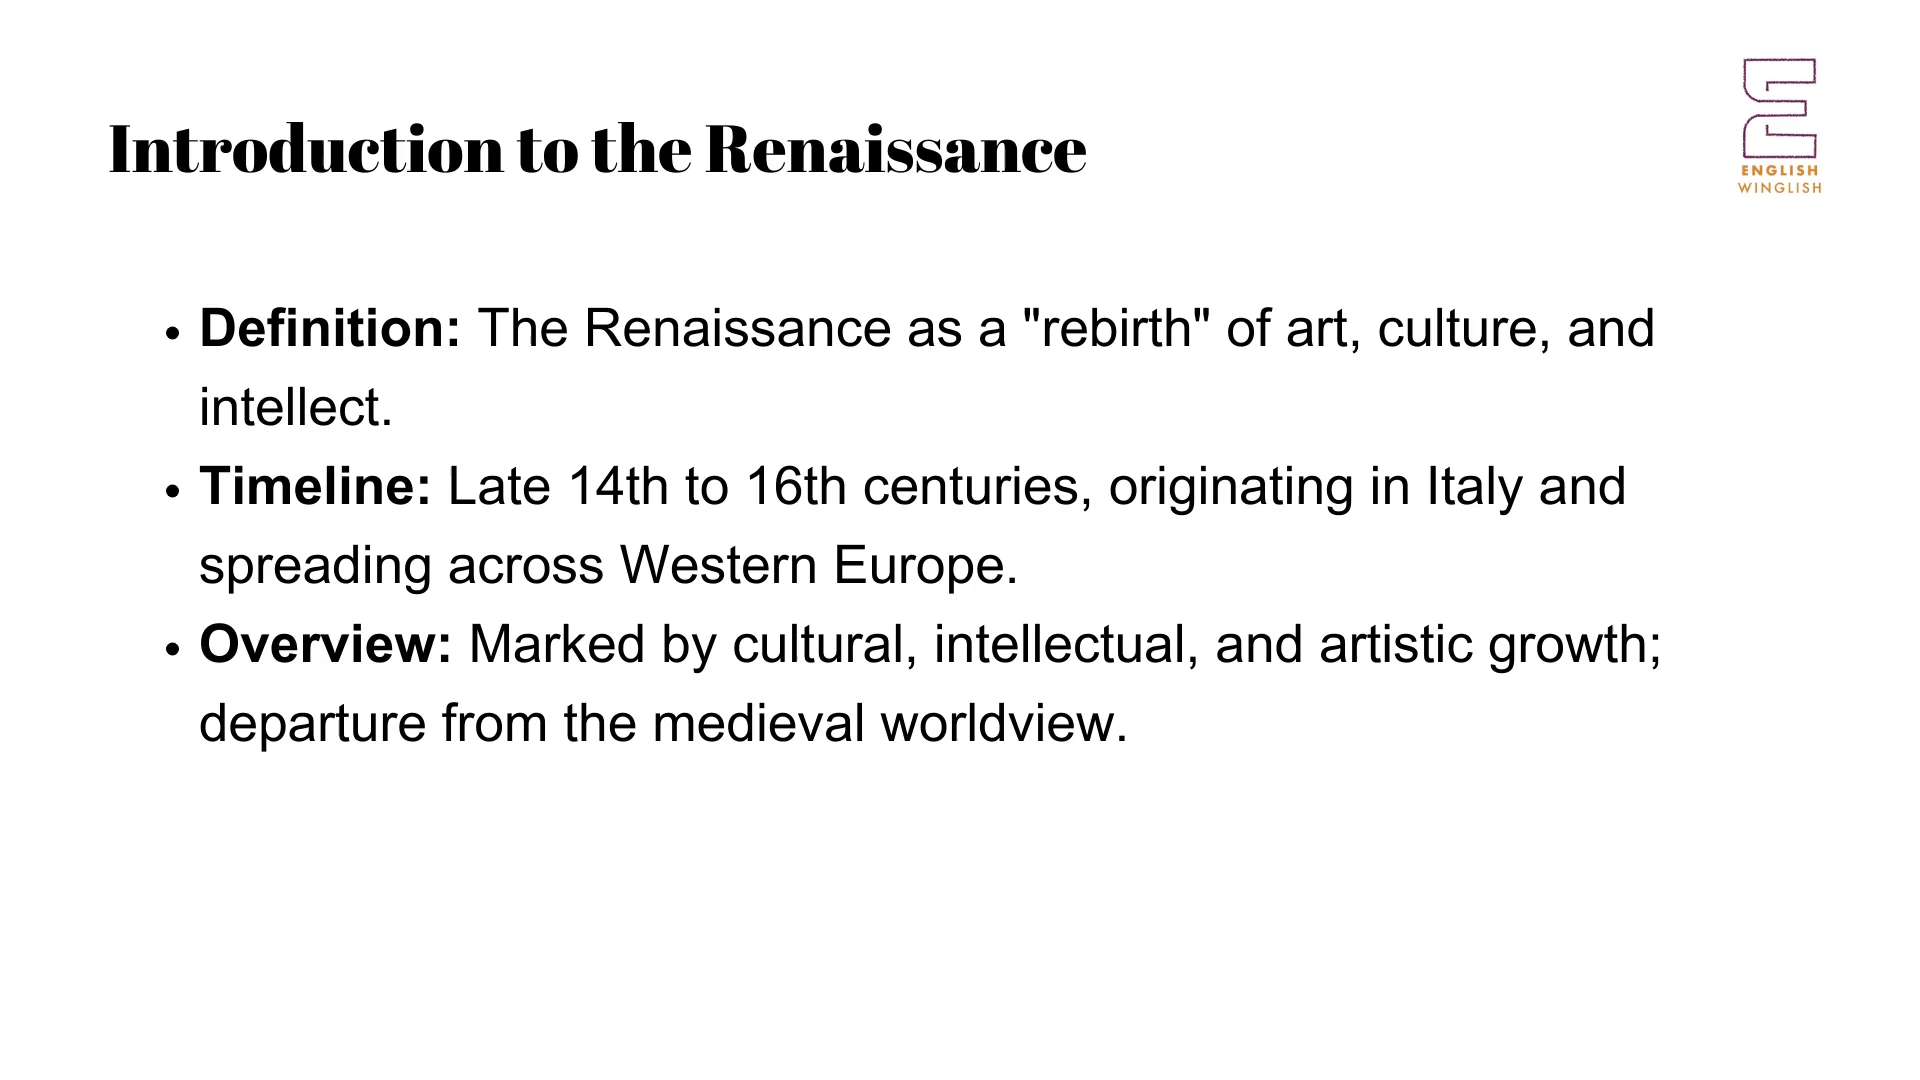 Introduction to the Renaissance
ENGLISH
WINGLISH
• Definition: The Renaissance as a "rebirth" of art, culture, and
intellect.
• Timeline: Late 14th to 16th centuries, originating in Italy and
spreading across Western Europe.
• Overview: Marked by cultural, intellectual, and artistic growth;
departure from the medieval worldview.